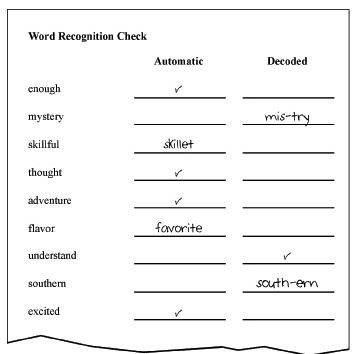 Word Recognition Check
Automatic Decoded
enough ✓
mystery mis-try
skillful skillet
thought ✓
adventure ✓
flavor favorite
understand ✓
southern south-ern
excited ✓